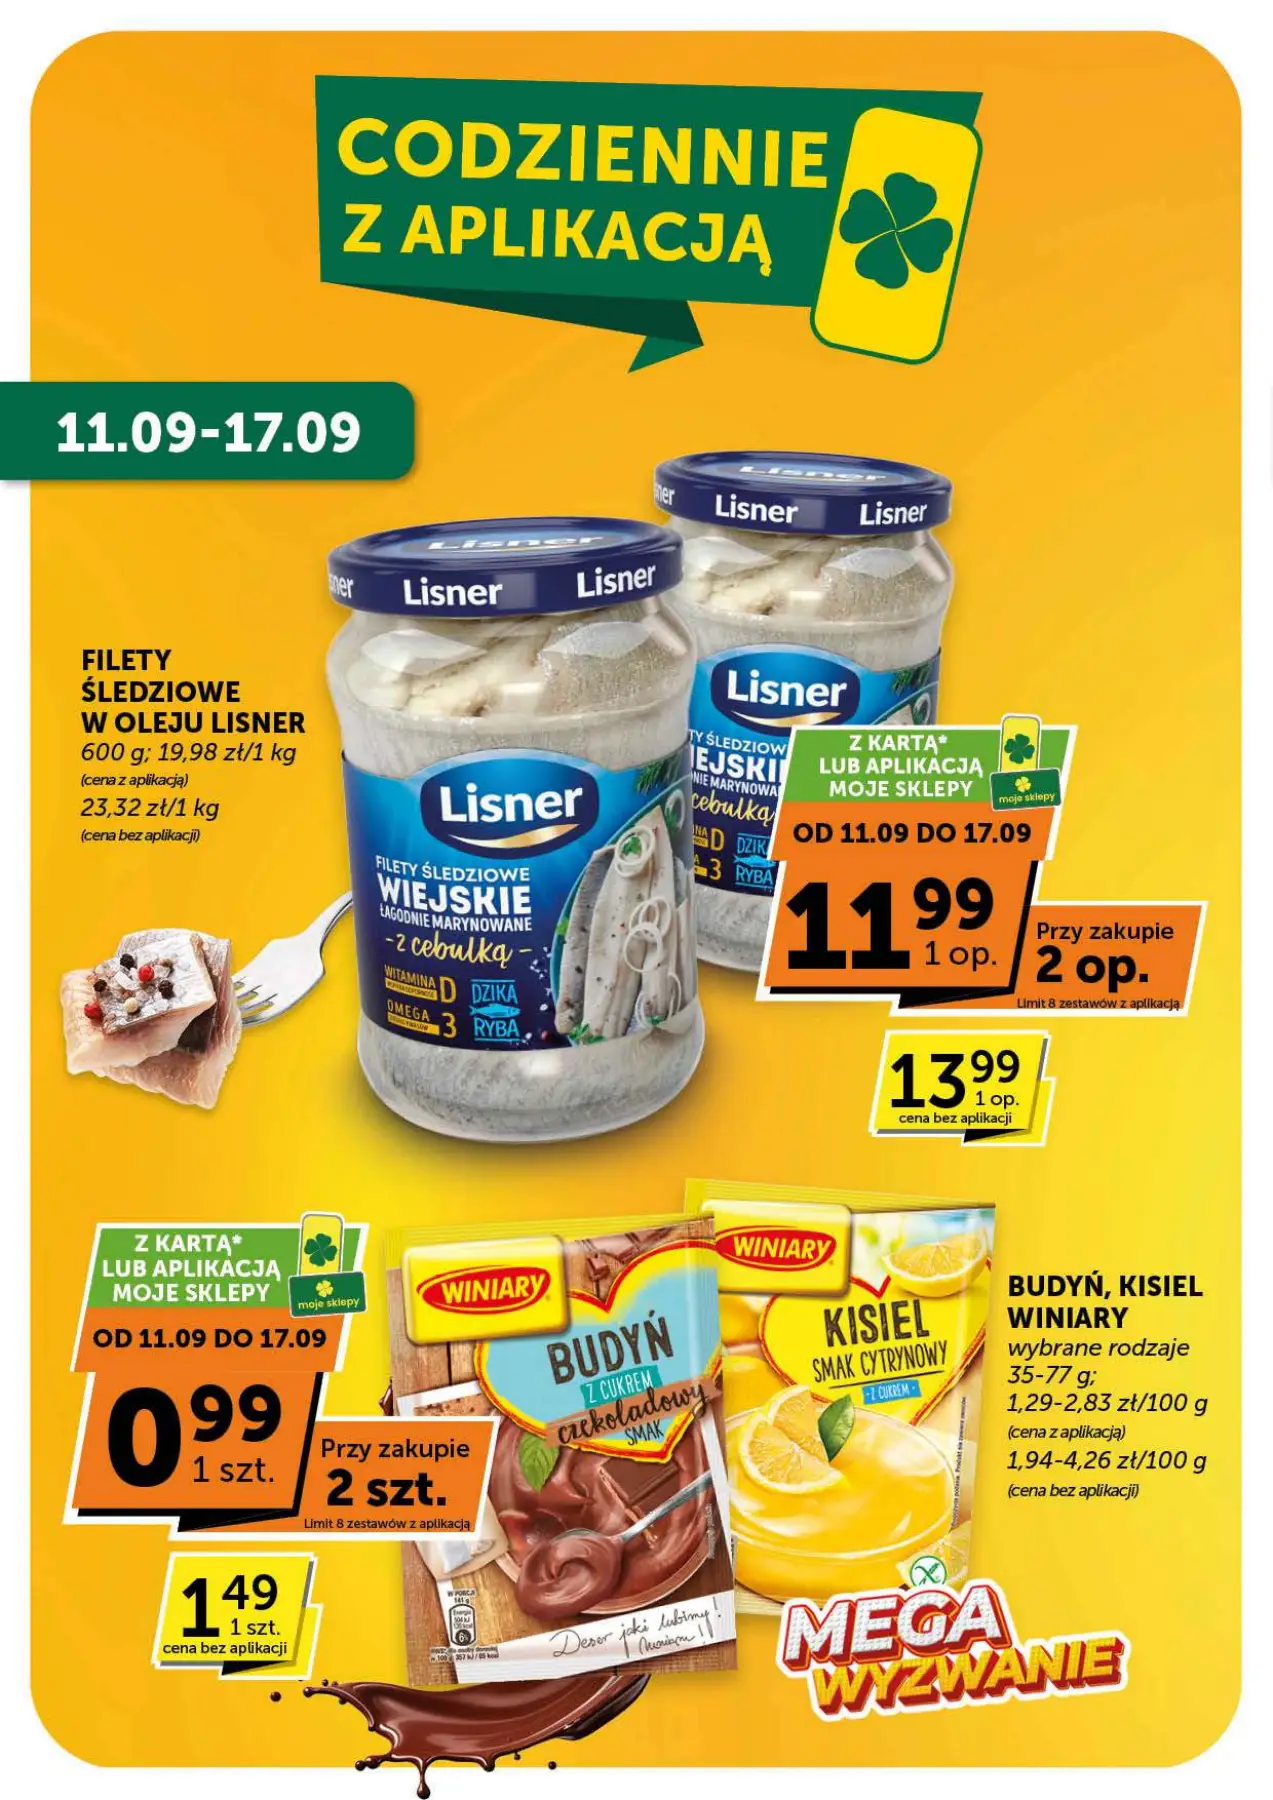 CODZIENNIE
Z APLIKACJĄ
11.09-17.09
Lisner
Lisner
Lisner
Lisner
Lisner
FILETY
ŚLEDZIOWE
W OLEJU LISNER
600 g; 19,98 zł/1 kg
(cena z aplikacją)
23,32 zł/1 kg
(cena bez aplikacji)
Lisner
FILETY ŚLEDZIOWE
WIEJSKIE
ŁAGODNIE MARYNOWANE
-z cebulką-
WITAMINA D
OMEGA 3
DZIKA
RYBA
Lisner
Z KARTĄ*
LUB APLIKACJĄ
MOJE SKLEPY
moje sklepy
OD 11.09 DO 17.09
11 99
1 op.
Przy zakupie
2 op.
Limit 8 zestawów z aplikacją
13 99
1 op.
cena bez aplikacji
Z KARTĄ*
LUB APLIKACJĄ
MOJE SKLEPY
moje sklepy
OD 11.09 DO 17.09
0 99
1 szt.
Przy zakupie
2 szt.
Limit 8 zestawów z aplikacją
1 49
1 szt.
cena bez aplikacji
WINIARY
BUDYŃ
Z CUKREM
czekoladowy
SMAK
Deser jaki lubimy!
Winiary
WINIARY
KISIEL
SMAK CYTRYNOWY
- Z CUKREM -
BUDYŃ, KISIEL
WINIARY
wybrane rodzaje
35-77 g;
1,29-2,83 zł/100 g
(cena z aplikacją)
1,94-4,26 zł/100 g
(cena bez aplikacji)
MEGA
WYZWANIE